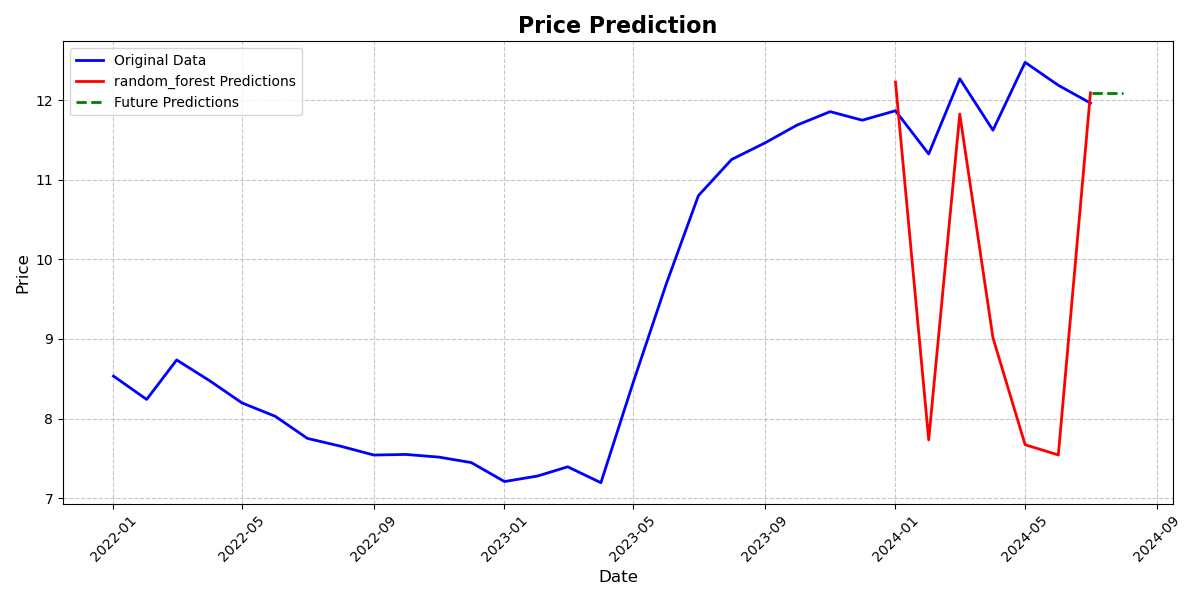 Price Prediction
Original Data
random_forest Predictions
Future Predictions
Price
12
11
10
9
8
7
2022-01
2022-05
2022-09
2023-01
2023-05
2023-09
2024-01
2024-05
2024-09
Date